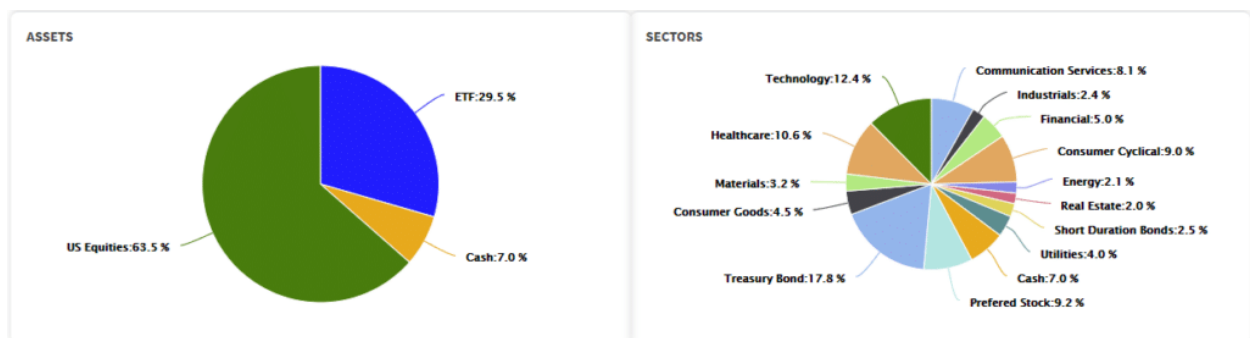 ASSETS
ETF:29.5 %
Cash:7.0 %
US Equities:63.5 %
SECTORS
Communication Services:8.1 %
Industrials:2.4 %
Financial:5.0 %
Consumer Cyclical:9.0 %
Energy:2.1 %
Real Estate:2.0 %
Short Duration Bonds:2.5 %
Utilities:4.0 %
Cash:7.0 %
Prefered Stock:9.2 %
Treasury Bond:17.8 %
Consumer Goods:4.5 %
Materials:3.2 %
Healthcare:10.6 %
Technology:12.4 %